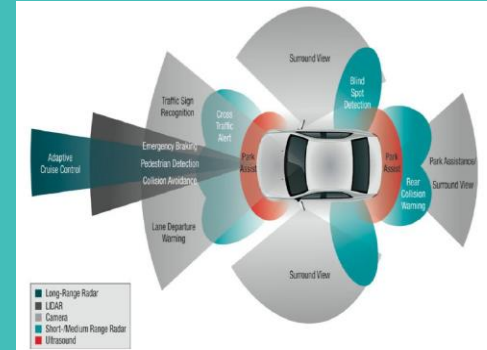 Surround View
Blind
Spot
Detection
Traffic Sign
Recognition
Cross
Traffic
Alert
Emergency Braking
Pedestrian Detection
Collision Avoidance
Adaptive
Cruise Control
Park
Assist
Park
Assist
Park Assistance/
Surround View
Rear
Collision
Warning
Lane Departure
Warning
Surround View
Long-Range Radar
LIDAR
Camera
Short-/Medium Range Radar
Ultrasound